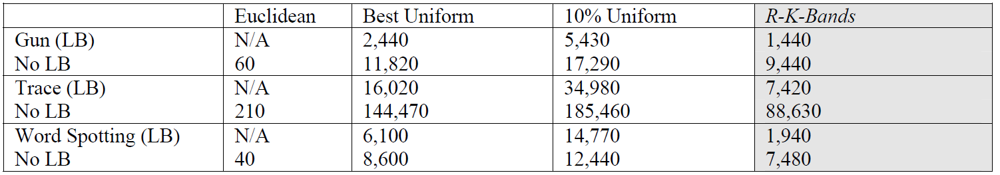 Euclidean Best Uniform 10% Uniform R-K-Bands
Gun (LB) N/A 2,440 5,430 1,440
No LB 60 11,820 17,290 9,440
Trace (LB) N/A 16,020 34,980 7,420
No LB 210 144,470 185,460 88,630
Word Spotting (LB) N/A 6,100 14,770 1,940
No LB 40 8,600 12,440 7,480